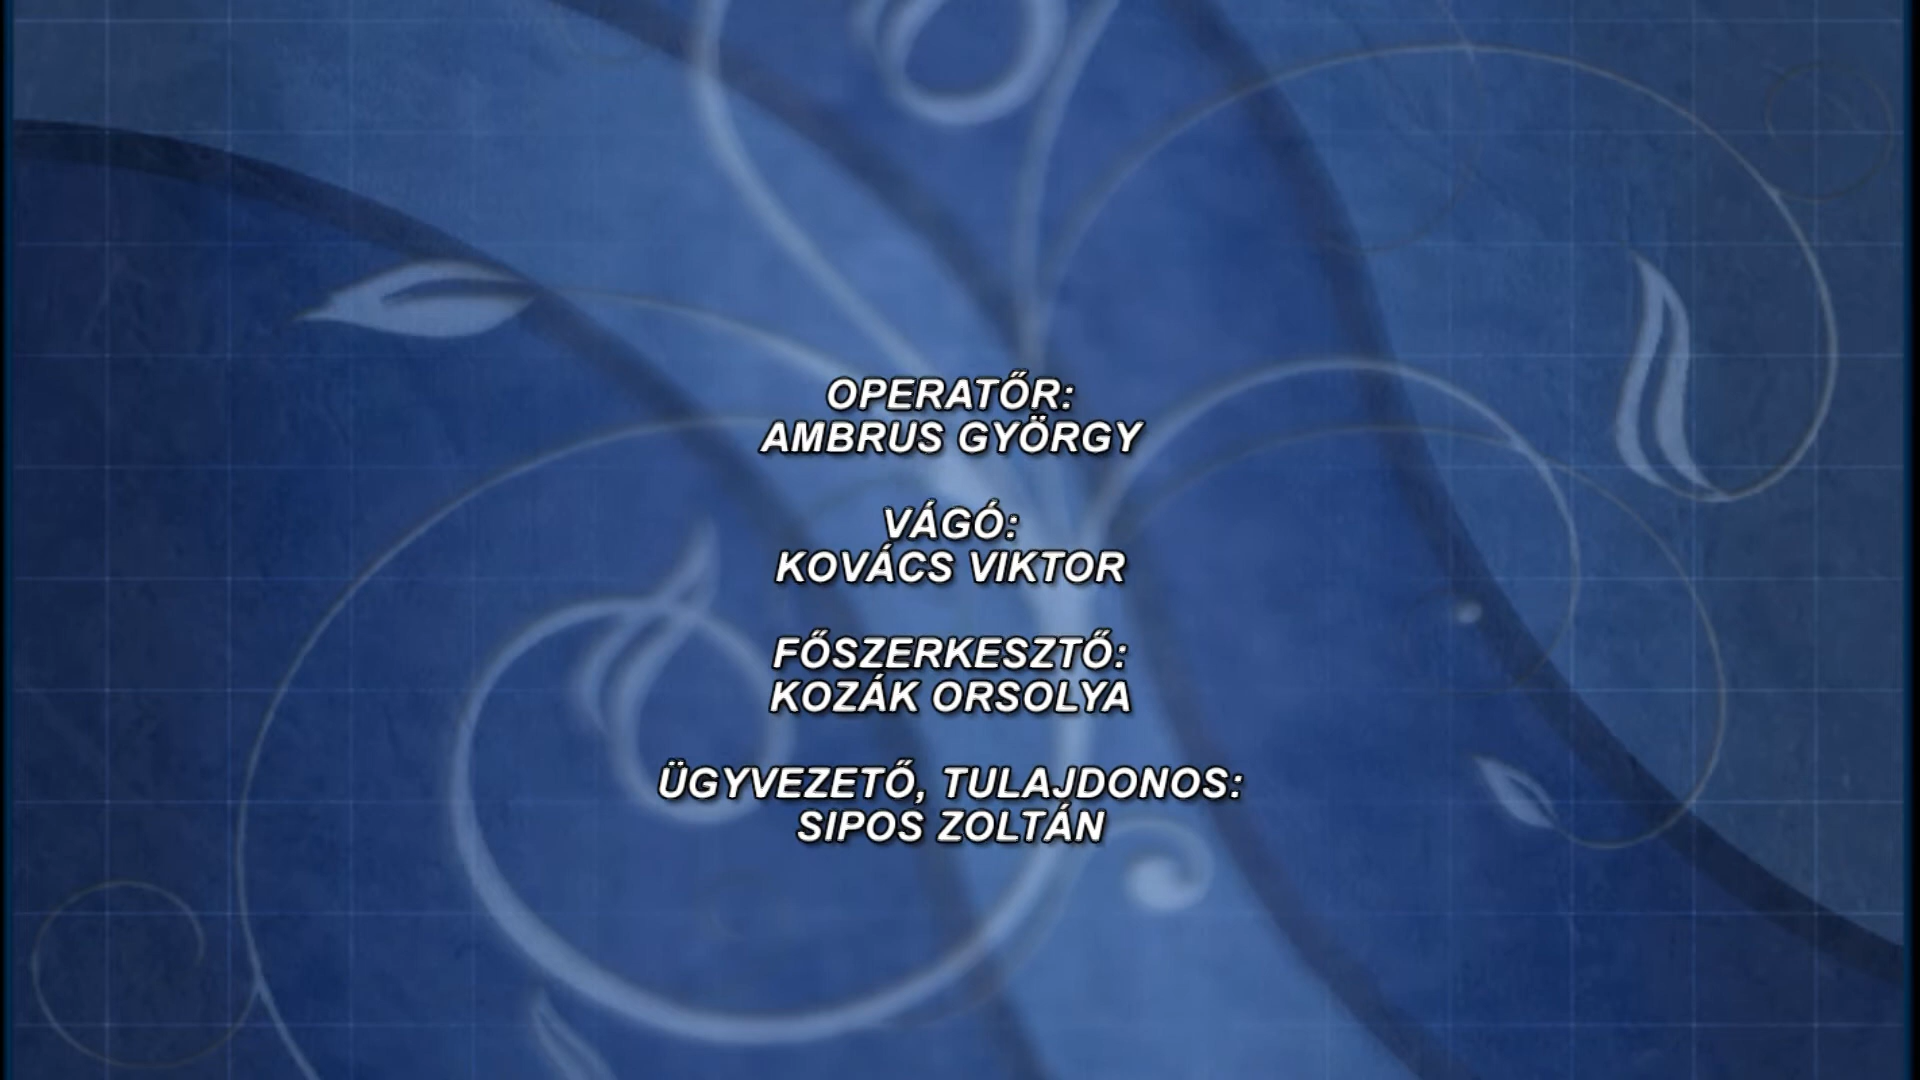 OPERATŐR:
AMBRUS GYÖRGY
VÁGÓ:
KOVÁCS VIKTOR
FŐSZERKESZTŐ:
KOZÁK ORSOLYA
ÜGYVEZETŐ, TULAJDONOS:
SIPOS ZOLTÁN